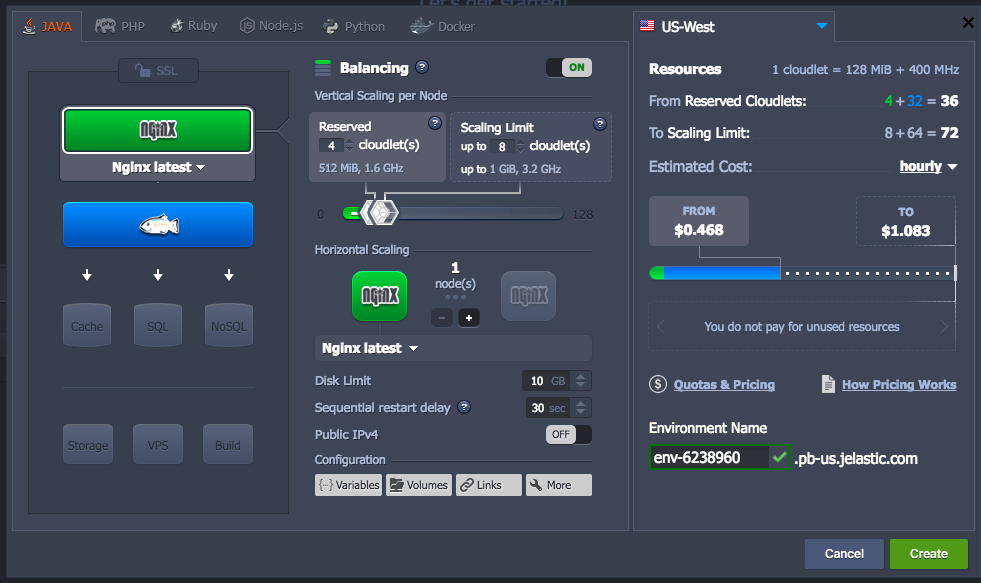 JAVA
PHP
Ruby
Node.js
Python
Docker
SSL
NGINX
Nginx latest
Cache
SQL
NoSQL
Storage
VPS
Build
Balancing ?
ON
Vertical Scaling per Node
Reserved ?
4 cloudlet(s)
512 MiB, 1.6 GHz
Scaling Limit ?
up to 8 cloudlet(s)
up to 1 GiB, 3.2 GHz
0
128
Horizontal Scaling
NGINX
1
node(s)
− +
NGINX
Nginx latest
Disk Limit 10 GB
Sequential restart delay ? 30 sec
Public IPv4 OFF
Configuration
{··} Variables
Volumes
Links
More
US-West
Resources 1 cloudlet = 128 MiB + 400 MHz
From Reserved Cloudlets: 4 + 32 = 36
To Scaling Limit: 8 + 64 = 72
Estimated Cost: hourly
FROM
$0.468
TO
$1.083
You do not pay for unused resources
$ Quotas & Pricing
How Pricing Works
Environment Name
env-6238960 .pb-us.jelastic.com
Cancel
Create